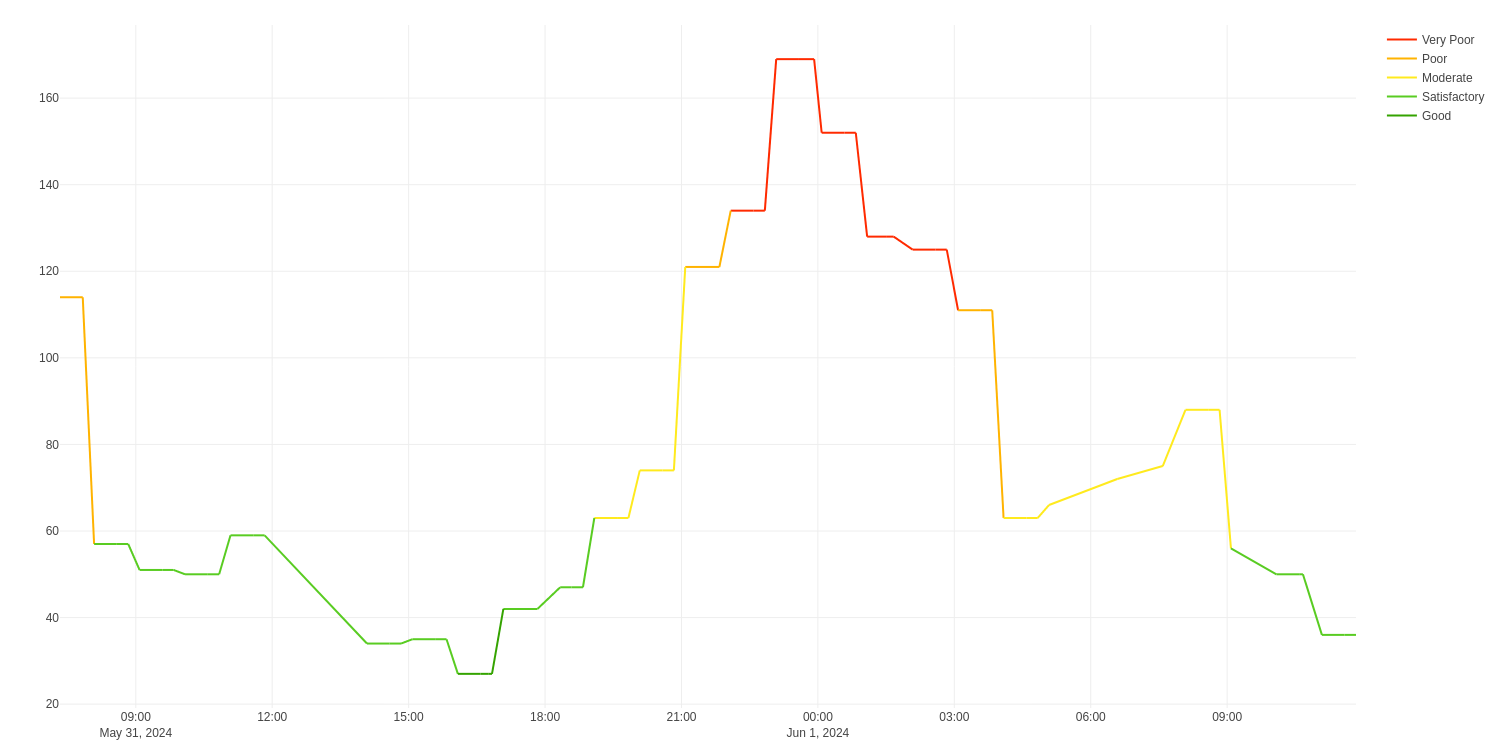 160
140
120
100
80
60
40
20
09:00
12:00
15:00
18:00
21:00
00:00
03:00
06:00
09:00
May 31, 2024
Jun 1, 2024
Very Poor
Poor
Moderate
Satisfactory
Good